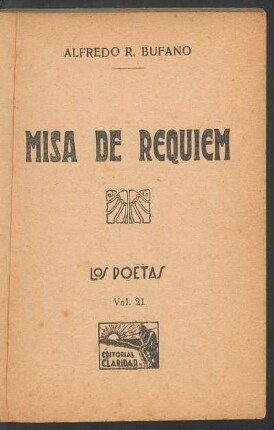 ALFREDO R. BUFANO
MISA DE REQUIEM
LOS POETAS
Vol. 21
EDITORIAL
CLARIDAD